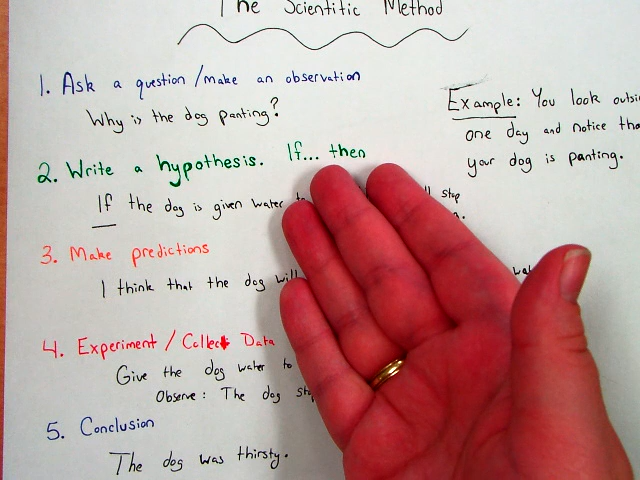 The Scientific Method
1. Ask a question / make an observation
Why is the dog panting?
Example: You look
one day and notice
your dog is panting.
2. Write a hypothesis. If... then
If the dog is given water
stop
3. Make predictions
I think that the dog
4. Experiment / Collect Data
Give the dog water to
Observe: The dog
5. Conclusion
The dog was thirsty.